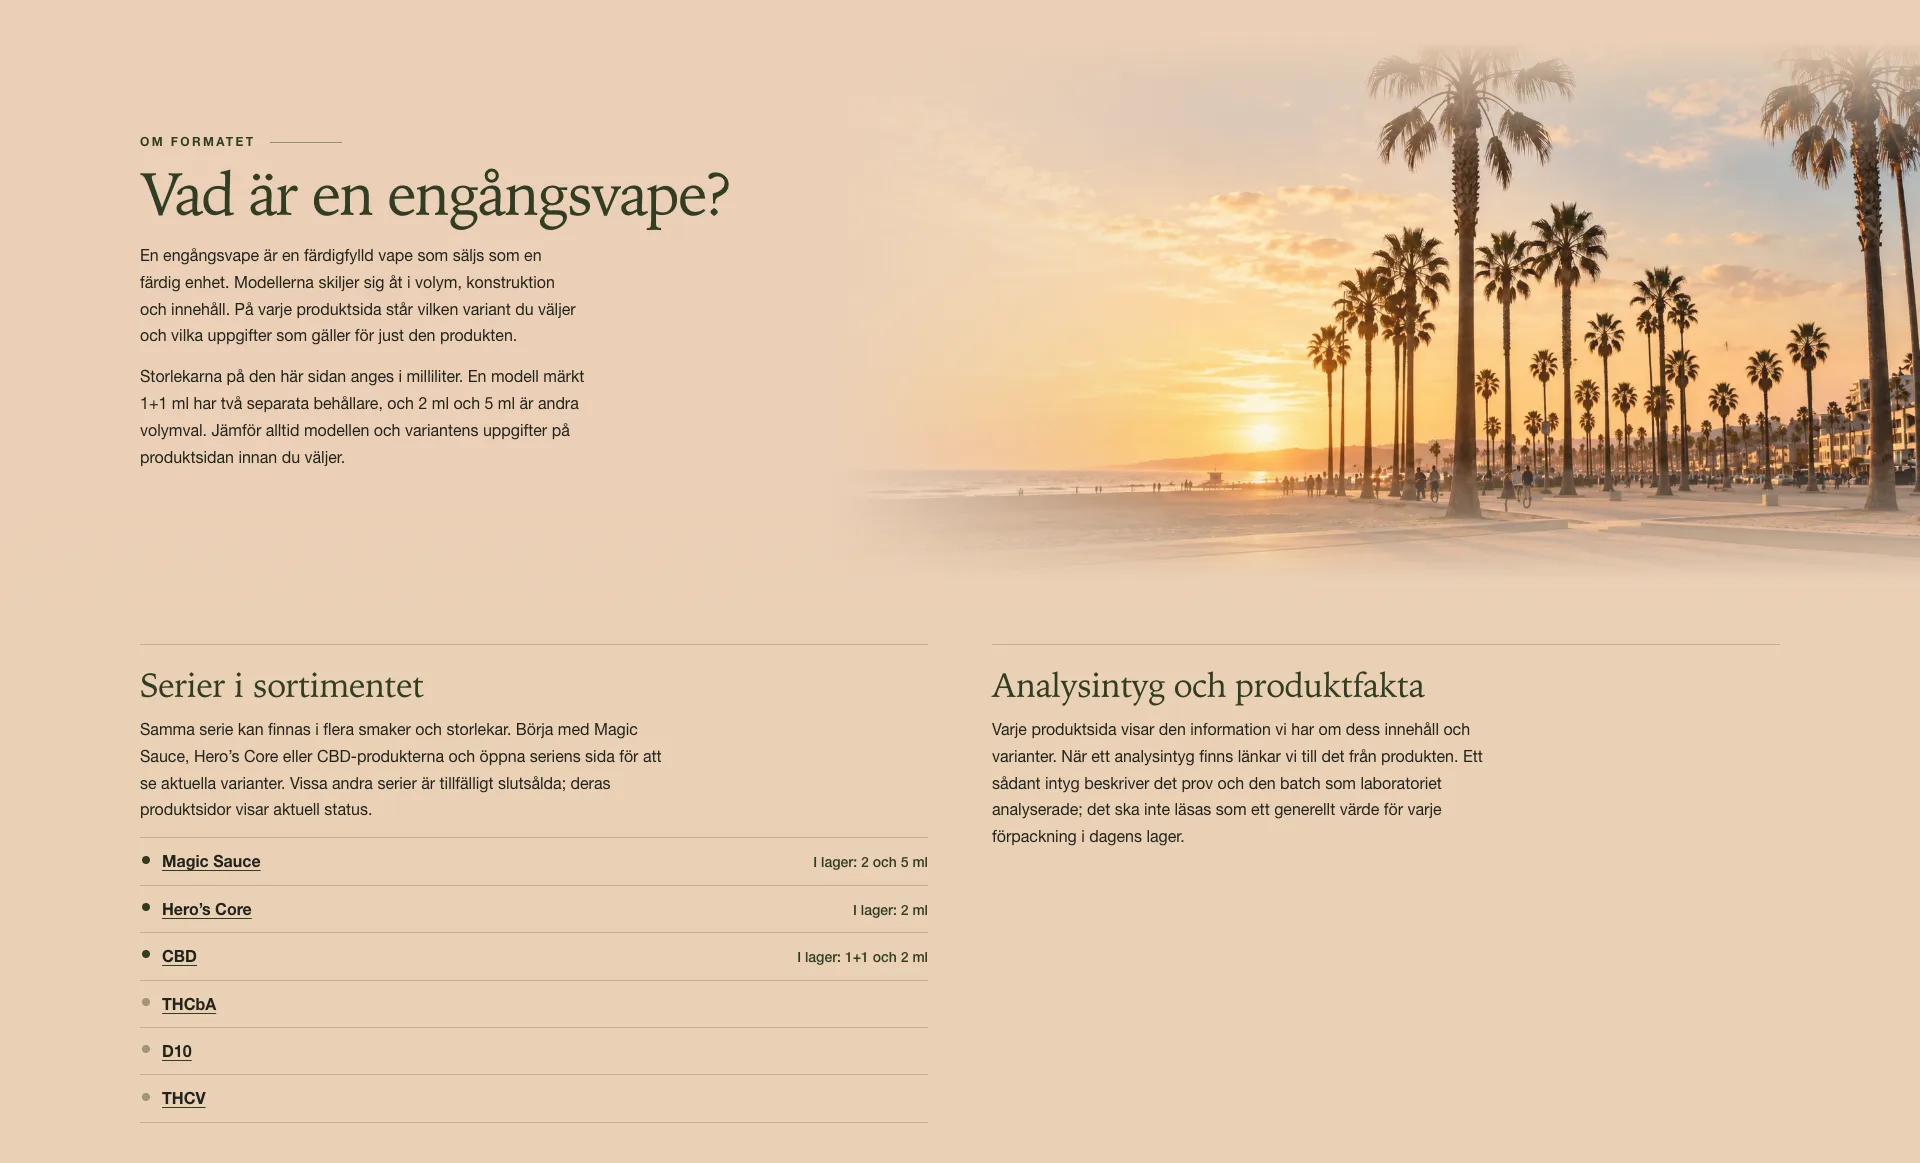 OM FORMATET
Vad är en engångsvape?
En engångsvape är en färdigfylld vape som säljs som en
färdig enhet. Modellerna skiljer sig åt i volym, konstruktion
och innehåll. På varje produktsida står vilken variant du väljer
och vilka uppgifter som gäller för just den produkten.
Storlekarna på den här sidan anges i milliliter. En modell märkt
1+1 ml har två separata behållare, och 2 ml och 5 ml är andra
volymval. Jämför alltid modellen och variantens uppgifter på
produktsidan innan du väljer.
Serier i sortimentet
Samma serie kan finnas i flera smaker och storlekar. Börja med Magic
Sauce, Hero’s Core eller CBD-produkterna och öppna seriens sida för att
se aktuella varianter. Vissa andra serier är tillfälligt slutsålda; deras
produktsidor visar aktuell status.
Magic Sauce I lager: 2 och 5 ml
Hero’s Core I lager: 2 ml
CBD I lager: 1+1 och 2 ml
THCbA
D10
THCV
Analysintyg och produktfakta
Varje produktsida visar den information vi har om dess innehåll och
varianter. När ett analysintyg finns länkar vi till det från produkten. Ett
sådant intyg beskriver det prov och den batch som laboratoriet
analyserade; det ska inte läsas som ett generellt värde för varje
förpackning i dagens lager.